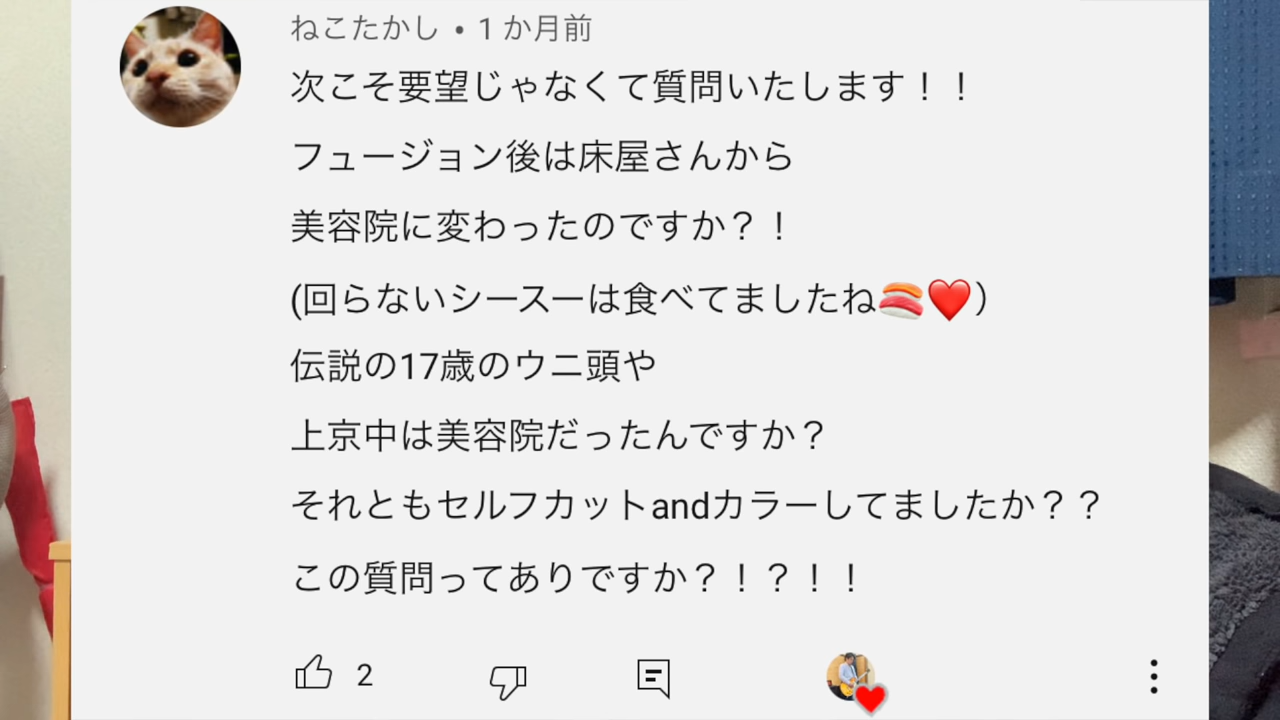 ねこたかし • 1 か月前
次こそ要望じゃなくて質問いたします！！
フュージョン後は床屋さんから
美容院に変わったのですか？！
(回らないシースーは食べてましたね🍣❤️）
伝説の17歳のウニ頭や
上京中は美容院だったんですか？
それともセルフカットandカラーしてましたか？？
この質問ってありですか？！？！！
2